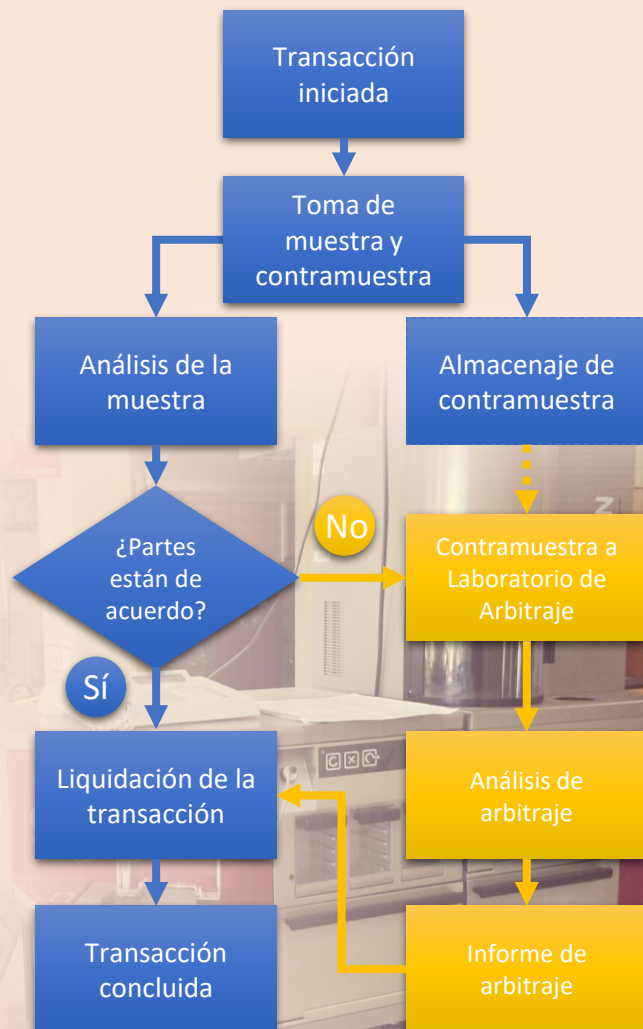 Transacción
iniciada
Toma de
muestra y
contramuestra
Análisis de la
muestra
Almacenaje de
contramuestra
¿Partes
están de
acuerdo?
No
Contramuestra a
Laboratorio de
Arbitraje
Sí
Liquidación de la
transacción
Análisis de
arbitraje
Transacción
concluida
Informe de
arbitraje